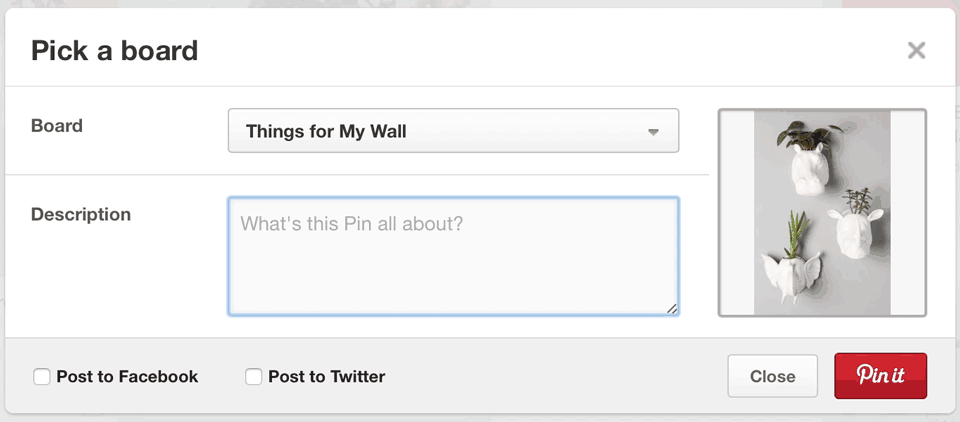 Pick a board
Board
Things for My Wall
Description
What's this Pin all about?
Post to Facebook
Post to Twitter
Close
Pin it